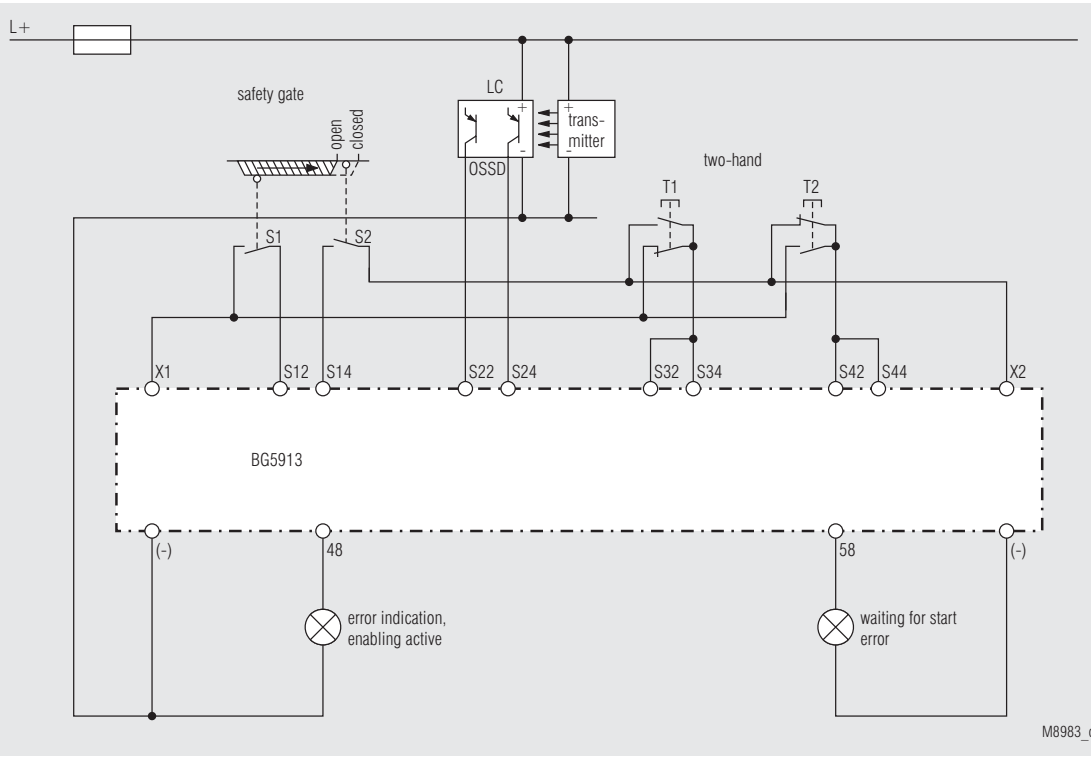 L+
LC
safety gate
open
closed
+
+
trans-
mitter
-
-
OSSD
two-hand
T1
T2
S1
S2
X1
S12
S14
S22
S24
S32
S34
S42
S44
X2
BG5913
(-)
48
58
(-)
error indication,
enabling active
waiting for start
error
M8983_